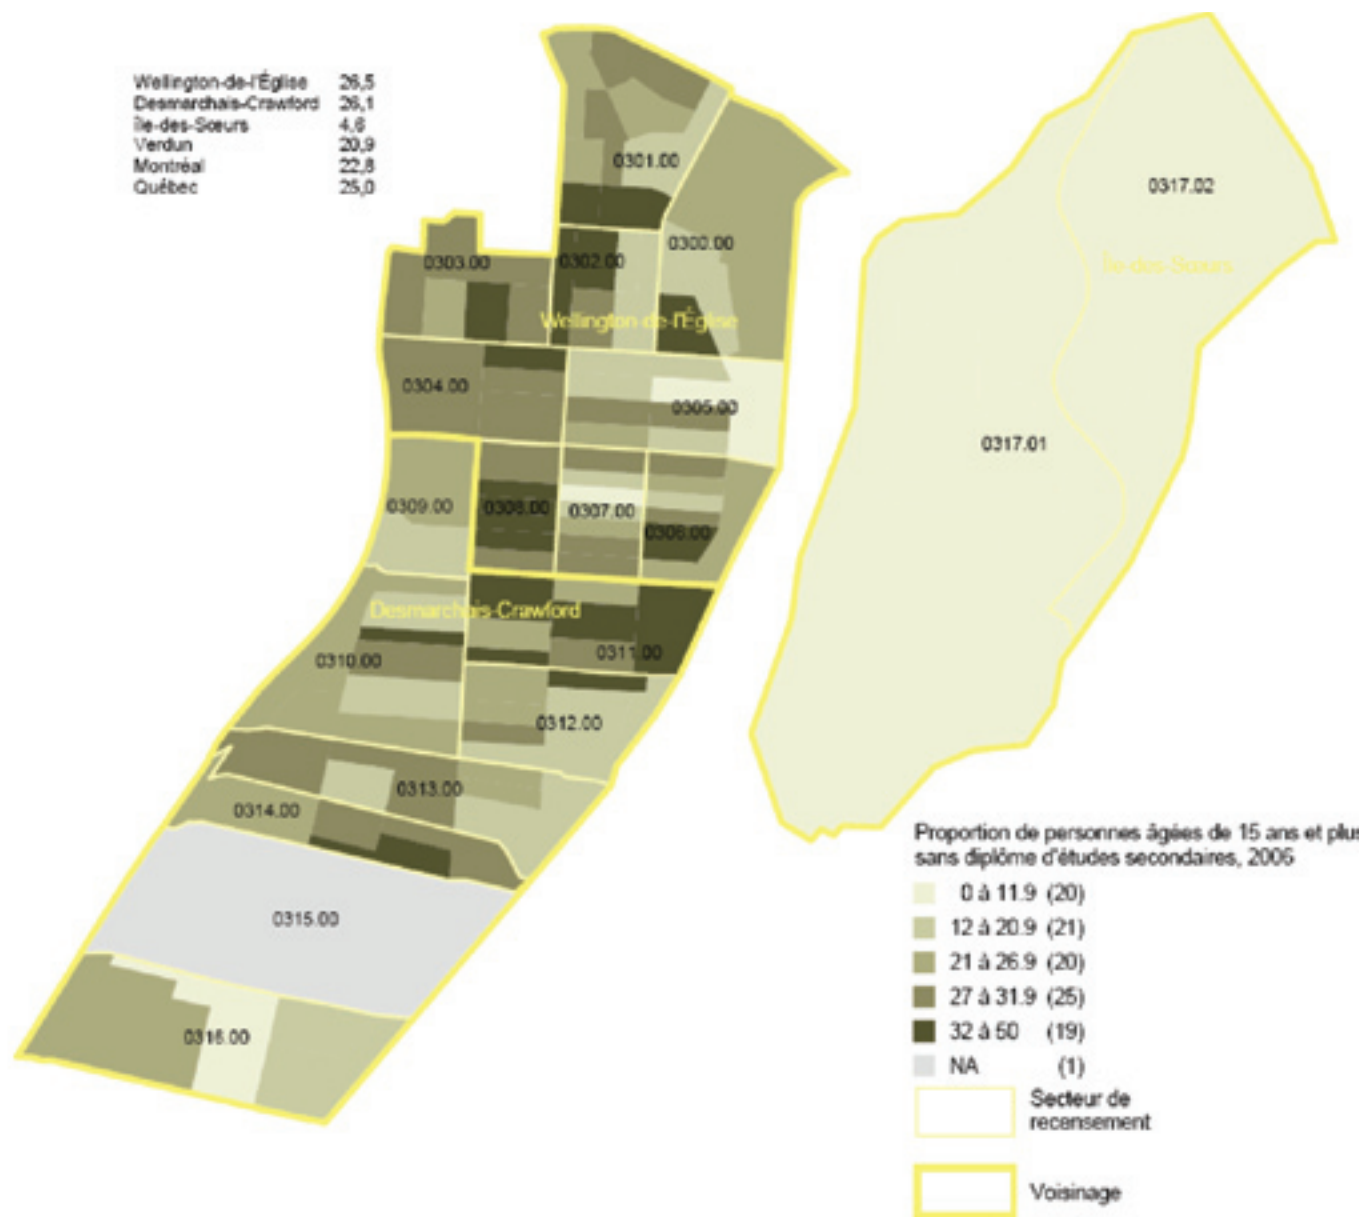 Wellington-de-l'Église 26,5
Desmarchais-Crawford 26,1
Île-des-Sœurs 4,6
Verdun 20,9
Montréal 22,8
Québec 25,0
0301.00
0317.02
0300.00
0303.00
0302.00
Île-des-Sœurs
Wellington-de-l'Église
0304.00
0305.00
0317.01
0309.00
0308.00
0307.00
0306.00
Desmarchais-Crawford
0310.00
0311.00
0312.00
0313.00
0314.00
0315.00
0316.00
Proportion de personnes âgées de 15 ans et plus
sans diplôme d'études secondaires, 2006
0 à 11.9 (20)
12 à 20.9 (21)
21 à 26.9 (20)
27 à 31.9 (25)
32 à 50 (19)
NA (1)
Secteur de
recensement
Voisinage